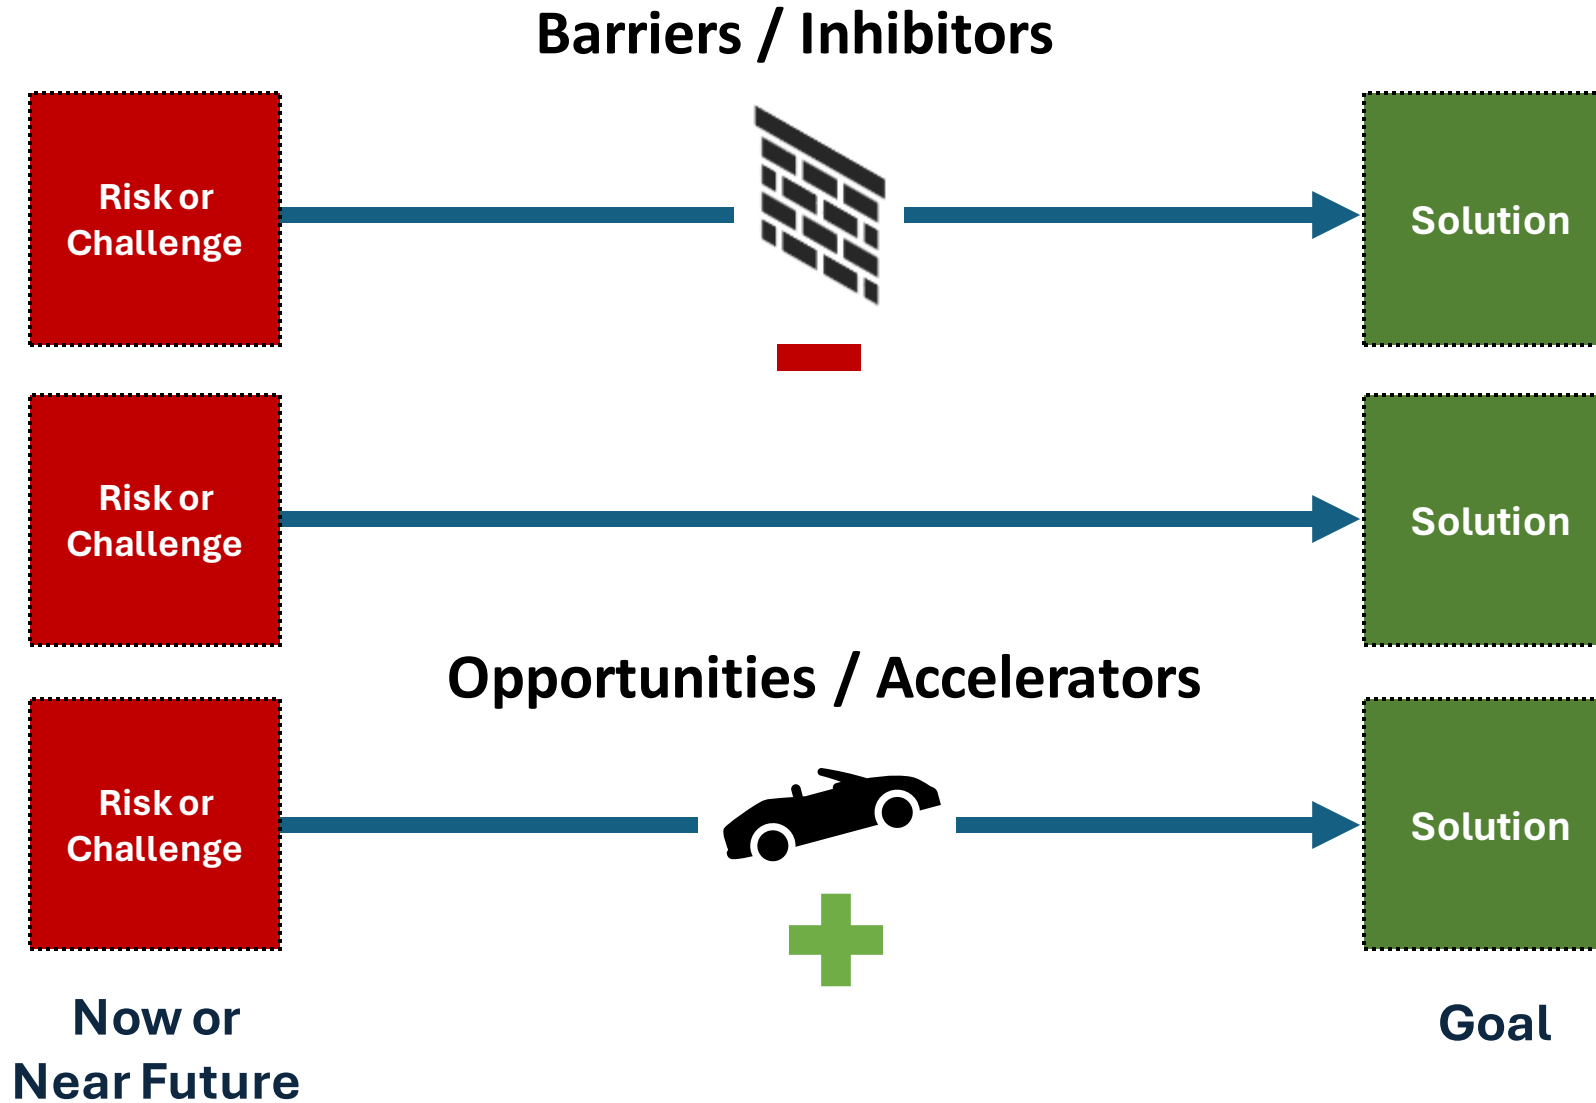 Barriers / Inhibitors
Risk or
Challenge
Solution
Risk or
Challenge
Solution
Opportunities / Accelerators
Risk or
Challenge
Solution
Now or
Near Future
Goal